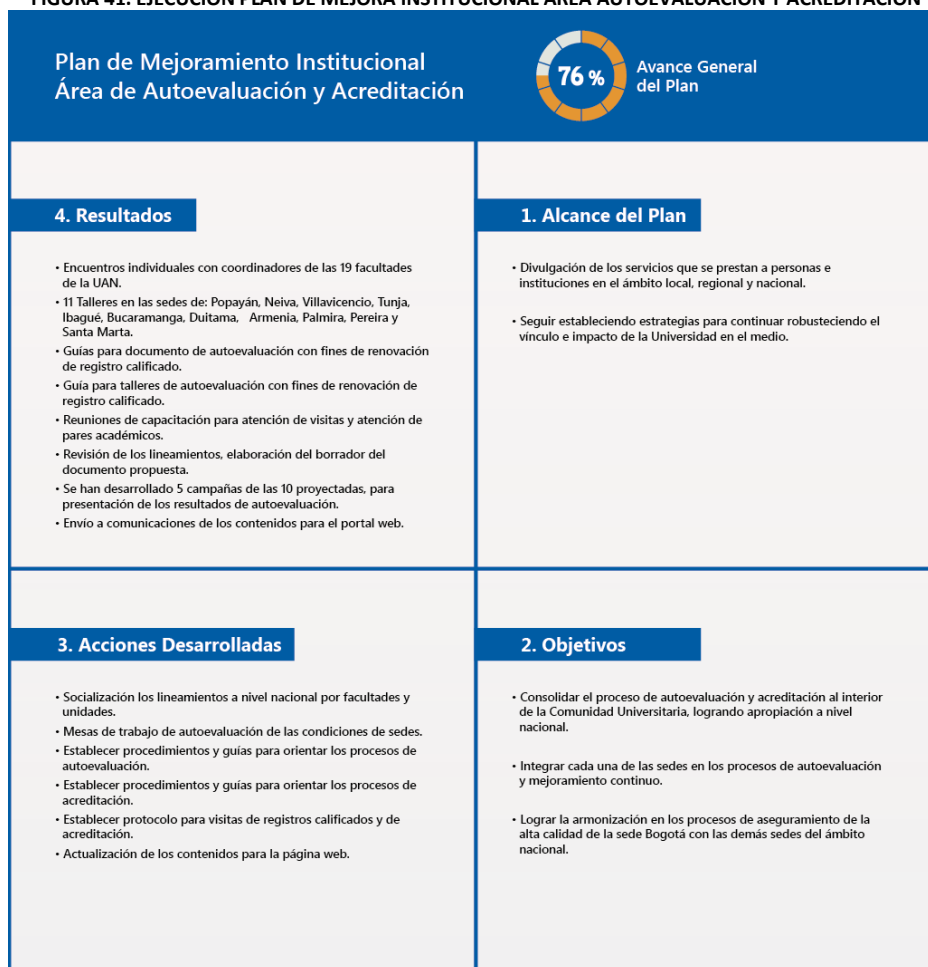 FIGURA 41. EJECUCIÓN PLAN DE MEJORA INSTITUCIONAL ÁREA AUTOEVALUACIÓN Y ACREDITACIÓN
Plan de Mejoramiento Institucional
Área de Autoevaluación y Acreditación
76 %
Avance General
del Plan
4. Resultados
• Encuentros individuales con coordinadores de las 19 facultades
de la UAN.
• 11 Talleres en las sedes de: Popayán, Neiva, Villavicencio, Tunja,
Ibagué, Bucaramanga, Duitama, Armenia, Palmira, Pereira y
Santa Marta.
• Guías para documento de autoevaluación con fines de renovación
de registro calificado.
• Guía para talleres de autoevaluación con fines de renovación de
registro calificado.
• Reuniones de capacitación para atención de visitas y atención de
pares académicos.
• Revisión de los lineamientos, elaboración del borrador del
documento propuesta.
• Se han desarrollado 5 campañas de las 10 proyectadas, para
presentación de los resultados de autoevaluación.
• Envío a comunicaciones de los contenidos para el portal web.
1. Alcance del Plan
• Divulgación de los servicios que se prestan a personas e
instituciones en el ámbito local, regional y nacional.
• Seguir estableciendo estrategias para continuar robusteciendo el
vínculo e impacto de la Universidad en el medio.
3. Acciones Desarrolladas
• Socialización los lineamientos a nivel nacional por facultades y
unidades.
• Mesas de trabajo de autoevaluación de las condiciones de sedes.
• Establecer procedimientos y guías para orientar los procesos de
autoevaluación.
• Establecer procedimientos y guías para orientar los procesos de
acreditación.
• Establecer protocolo para visitas de registros calificados y de
acreditación.
• Actualización de los contenidos para la página web.
2. Objetivos
• Consolidar el proceso de autoevaluación y acreditación al interior
de la Comunidad Universitaria, logrando apropiación a nivel
nacional.
• Integrar cada una de las sedes en los procesos de autoevaluación
y mejoramiento continuo.
• Lograr la armonización en los procesos de aseguramiento de la
alta calidad de la sede Bogotá con las demás sedes del ámbito
nacional.